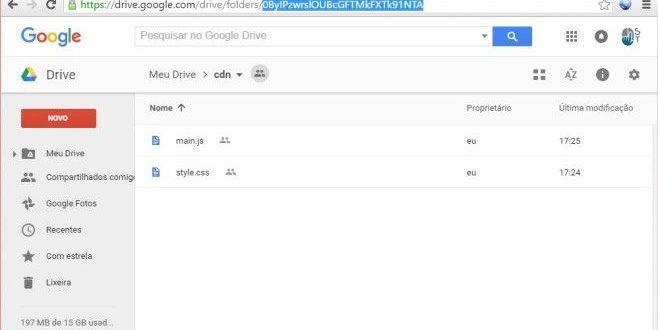 https://drive.google.com/drive/folders/0ByIPzwrslOUBcGFTMkFXTk91NTA
Google
Pesquisar no Google Drive
Drive
Meu Drive > cdn
AZ
NOVO
Nome
Proprietário
Última modificação
main.js
eu
17:25
style.css
eu
17:24
Meu Drive
Compartilhados comig
Google Fotos
Recentes
Com estrela
Lixeira
197 MB de 15 GB usad...